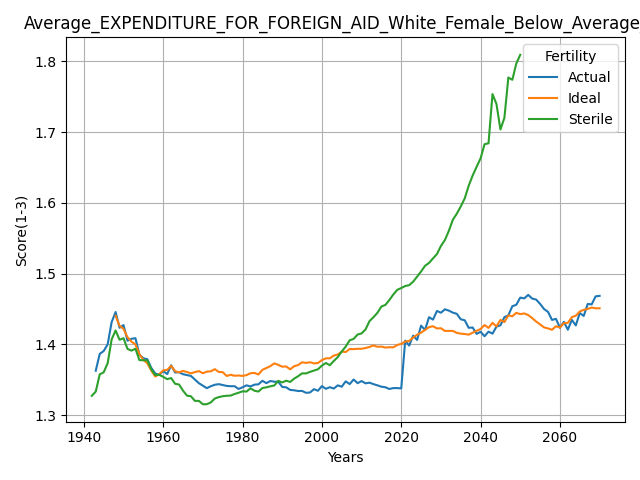 Average_EXPENDITURE_FOR_FOREIGN_AID_White_Female_Below_Average
Fertility
Actual
Ideal
Sterile
Score(1-3)
1.8
1.7
1.6
1.5
1.4
1.3
1940 1960 1980 2000 2020 2040 2060
Years